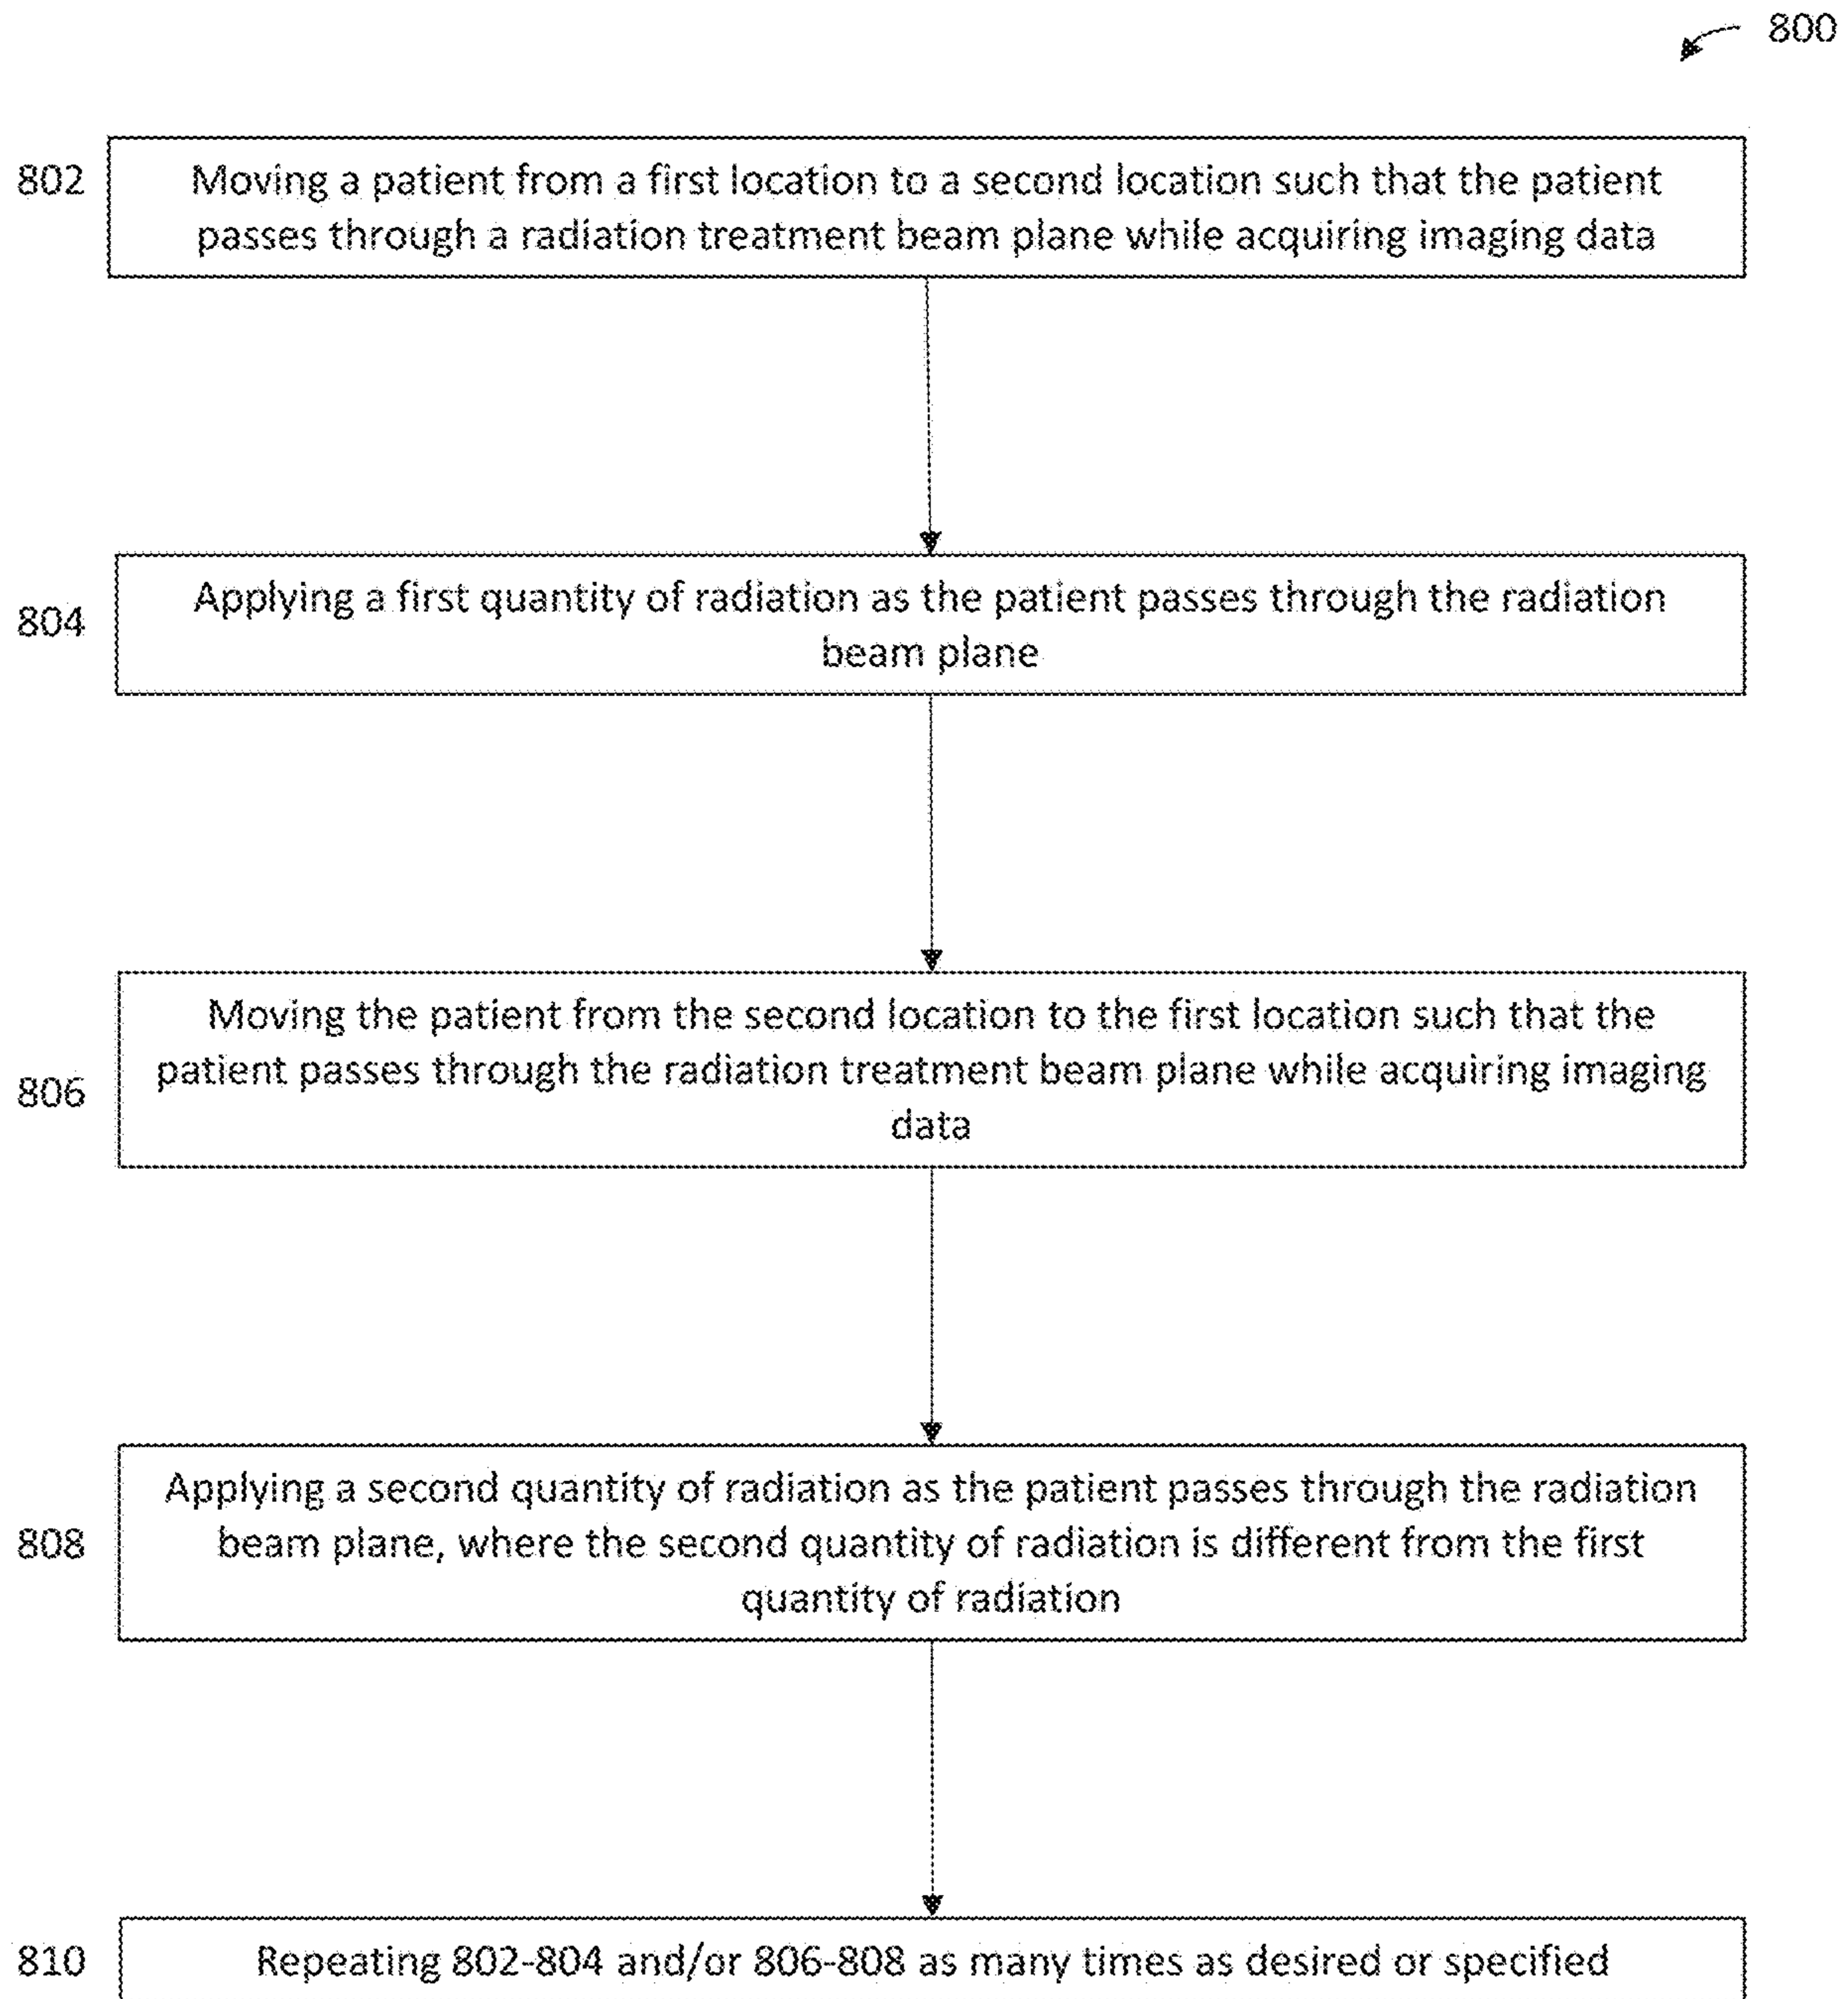 800
802
Moving a patient from a first location to a second location such that the patient
passes through a radiation treatment beam plane while acquiring imaging data
804
Applying a first quantity of radiation as the patient passes through the radiation
beam plane
806
Moving the patient from the second location to the first location such that the
patient passes through the radiation treatment beam plane while acquiring imaging
data
808
Applying a second quantity of radiation as the patient passes through the radiation
beam plane, where the second quantity of radiation is different from the first
quantity of radiation
810
Repeating 802-804 and/or 806-808 as many times as desired or specified